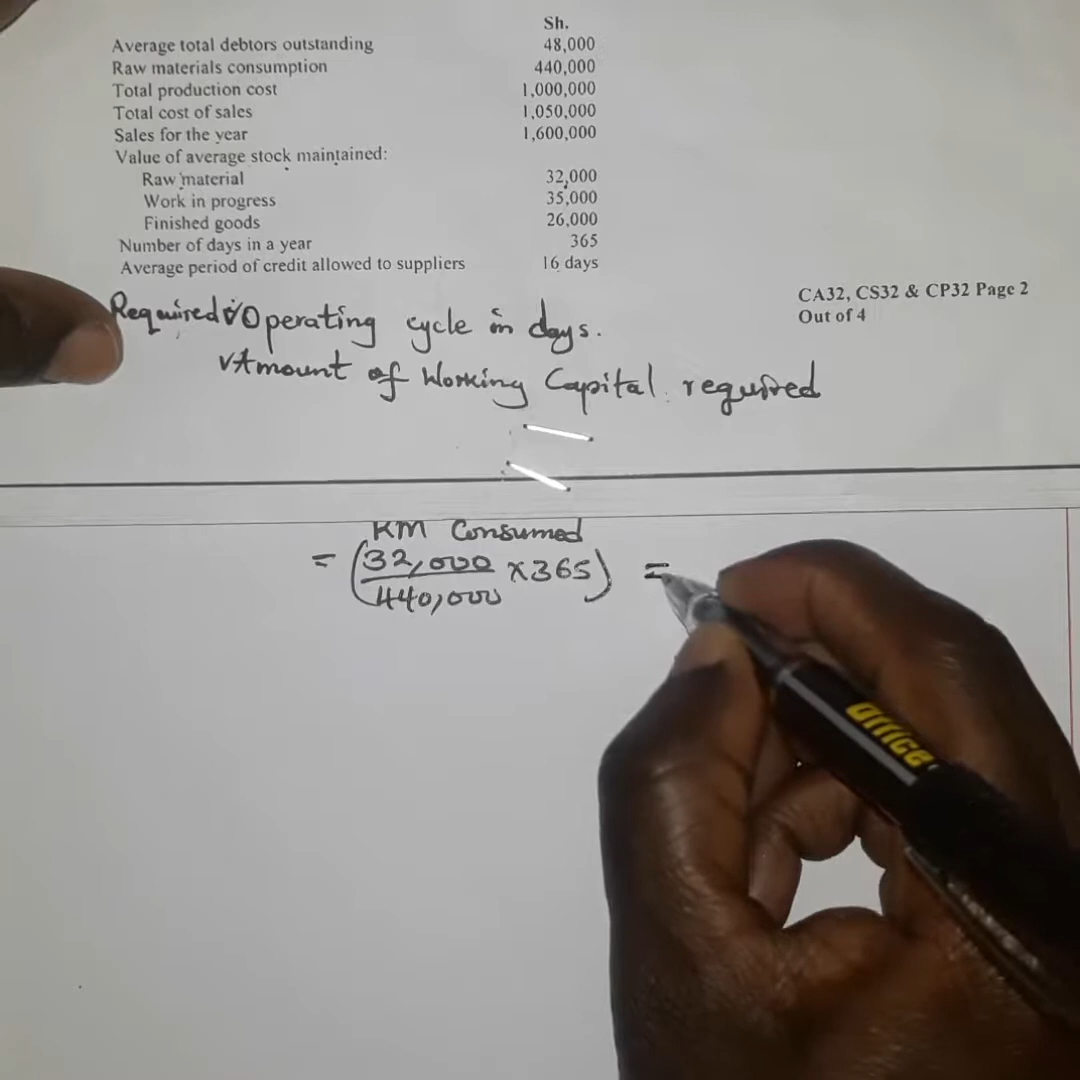 Sh.
Average total debtors outstanding 48,000
Raw materials consumption 440,000
Total production cost 1,000,000
Total cost of sales 1,050,000
Sales for the year 1,600,000
Value of average stock maintained:
Raw material 32,000
Work in progress 35,000
Finished goods 26,000
Number of days in a year 365
Average period of credit allowed to suppliers 16 days
CA32, CS32 & CP32 Page 2
Out of 4
Required ✓Operating cycle in days.
✓Amount of Working Capital required
RM Consumed
= (32,000 / 440,000 × 365) =
Office